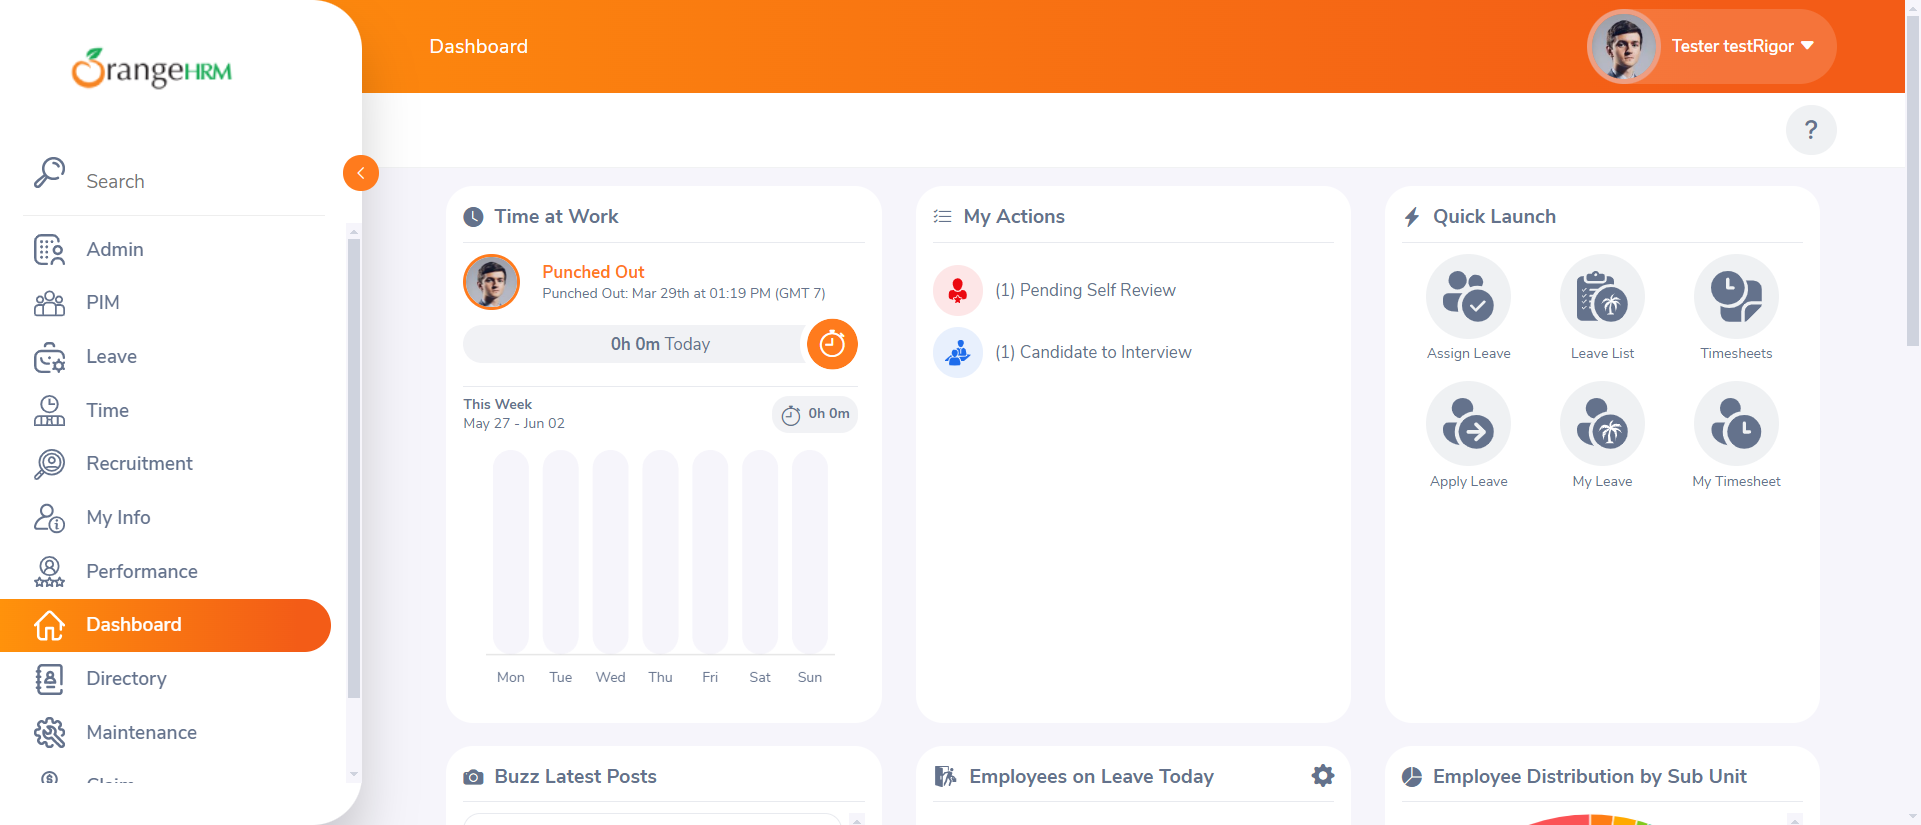 OrangeHRM
Dashboard
Tester testRigor
?
Search
Admin
PIM
Leave
Time
Recruitment
My Info
Performance
Dashboard
Directory
Maintenance
Claim
Time at Work
Punched Out
Punched Out: Mar 29th at 01:19 PM (GMT 7)
0h 0m Today
This Week
May 27 - Jun 02
0h 0m
Mon Tue Wed Thu Fri Sat Sun
My Actions
(1) Pending Self Review
(1) Candidate to Interview
Quick Launch
Assign Leave Leave List Timesheets
Apply Leave My Leave My Timesheet
Buzz Latest Posts
Employees on Leave Today
Employee Distribution by Sub Unit